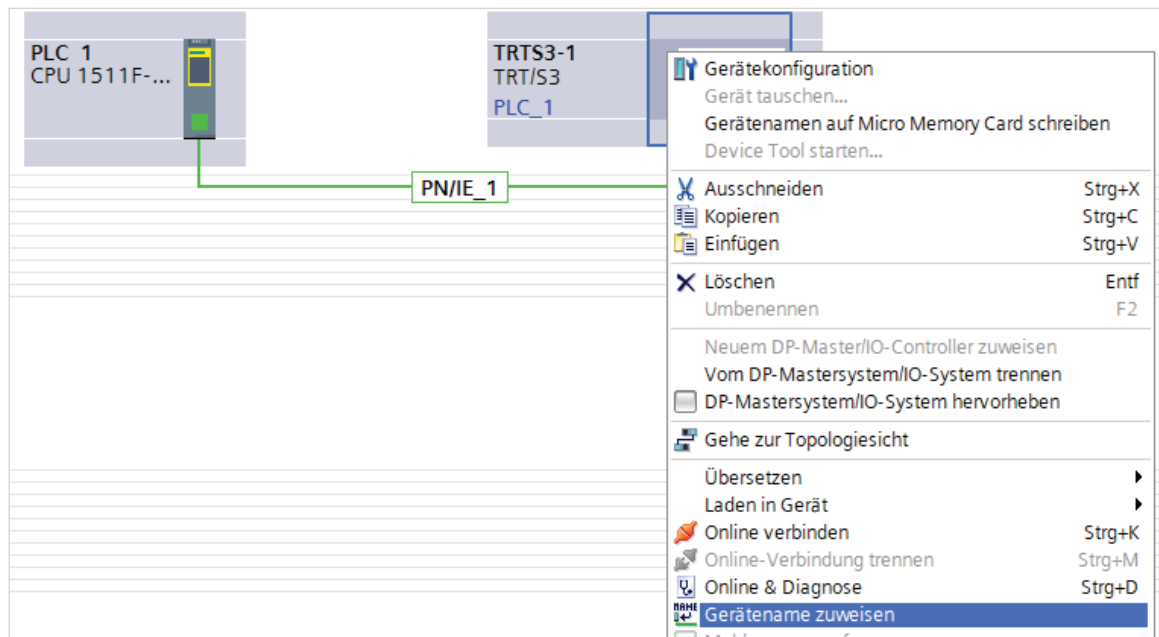 PLC 1
CPU 1511F-...
TRTS3-1
TRT/S3
PLC_1
PN/IE_1
Gerätekonfiguration
Gerät tauschen...
Gerätenamen auf Micro Memory Card schreiben
Device Tool starten...
Ausschneiden Strg+X
Kopieren Strg+C
Einfügen Strg+V
Löschen Entf
Umbenennen F2
Neuem DP-Master/IO-Controller zuweisen
Vom DP-Mastersystem/IO-System trennen
DP-Mastersystem/IO-System hervorheben
Gehe zur Topologiesicht
Übersetzen
Laden in Gerät
Online verbinden Strg+K
Online-Verbindung trennen Strg+M
Online & Diagnose Strg+D
NAME
Gerätename zuweisen